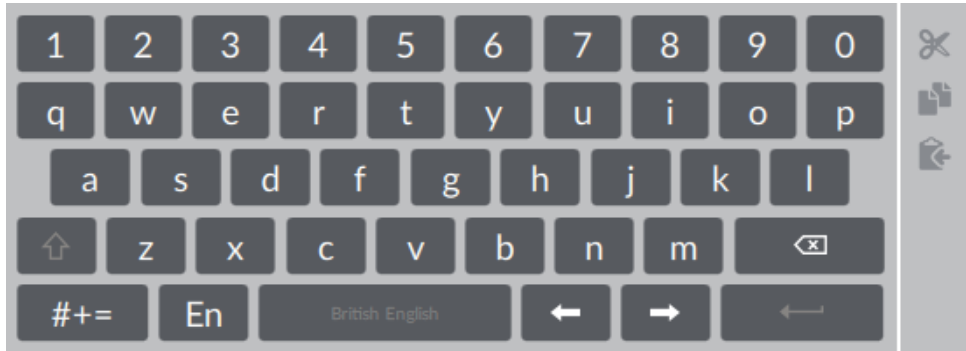 1 2 3 4 5 6 7 8 9 0
q w e r t y u i o p
a s d f g h j k l
z x c v b n m
#+= En British English